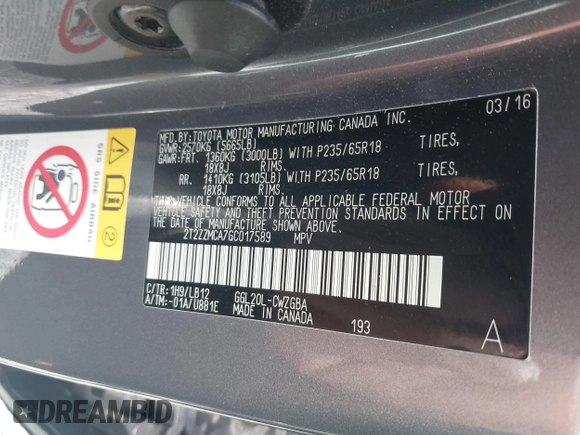 03/16
MFD.BY:TOYOTA MOTOR MANUFACTURING CANADA INC.
GVWR:2570KG (5665LB)
GAWR:FRT. 1360KG (3000LB) WITH P235/65R18 TIRES,
18X8J RIMS,
RR. 1410KG (3105LB) WITH P235/65R18 TIRES,
18X8J RIMS.
THIS VEHICLE CONFORMS TO ALL APPLICABLE FEDERAL MOTOR
VEHICLE SAFETY AND THEFT PREVENTION STANDARDS IN EFFECT ON
THE DATE OF MANUFACTURE SHOWN ABOVE.
2T2ZZMCA7GC017589 MPV
C/TR:1H9/LB12 GGL20L-CWZGBA
A/TM:-01A/U881E MADE IN CANADA
193
A
SRS SIDE AIRBAG
2
DREAMBID